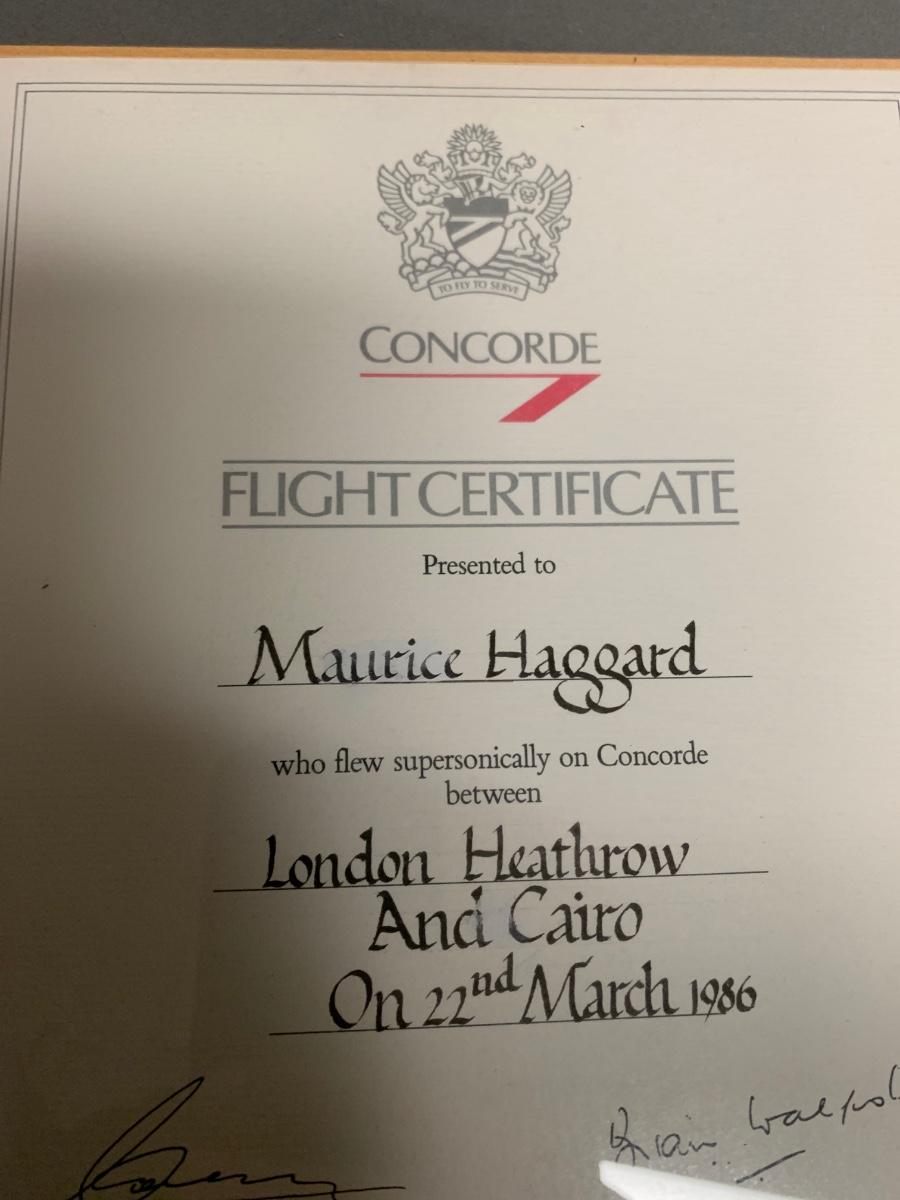 TO FLY TO SERVE
CONCORDE
FLIGHT CERTIFICATE
Presented to
Maurice Haggard
who flew supersonically on Concorde
between
London Heathrow
And Cairo
On 22nd March 1986
Brian